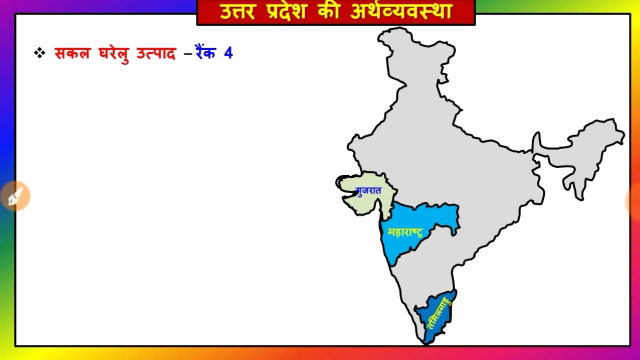 उत्तर प्रदेश की अर्थव्यवस्था
❖ सकल घरेलु उत्पाद – रैंक 4
गुजरात
महाराष्ट्र
तमिलनाडु